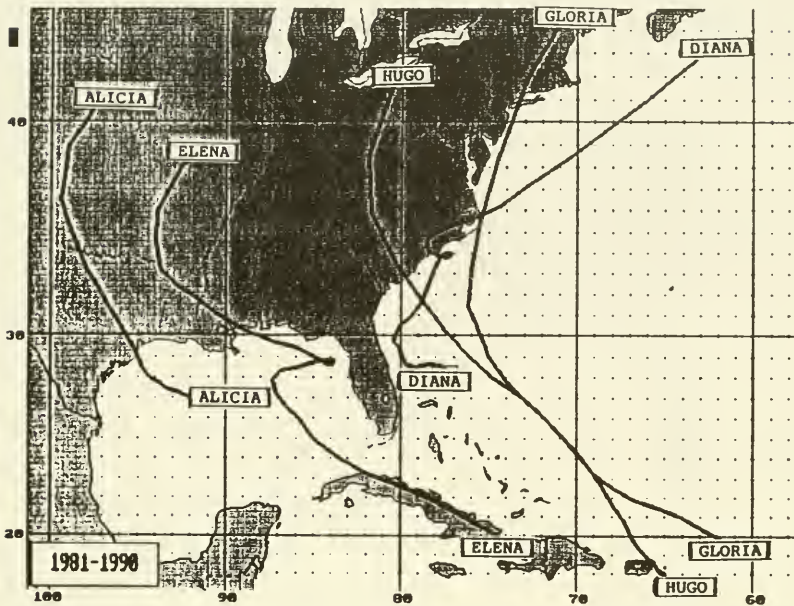 GLORIA
DIANA
HUGO
ALICIA
40
ELENA
30
DIANA
ALICIA
20
ELENA
GLORIA
1981-1990
HUGO
100 90 80 70 60